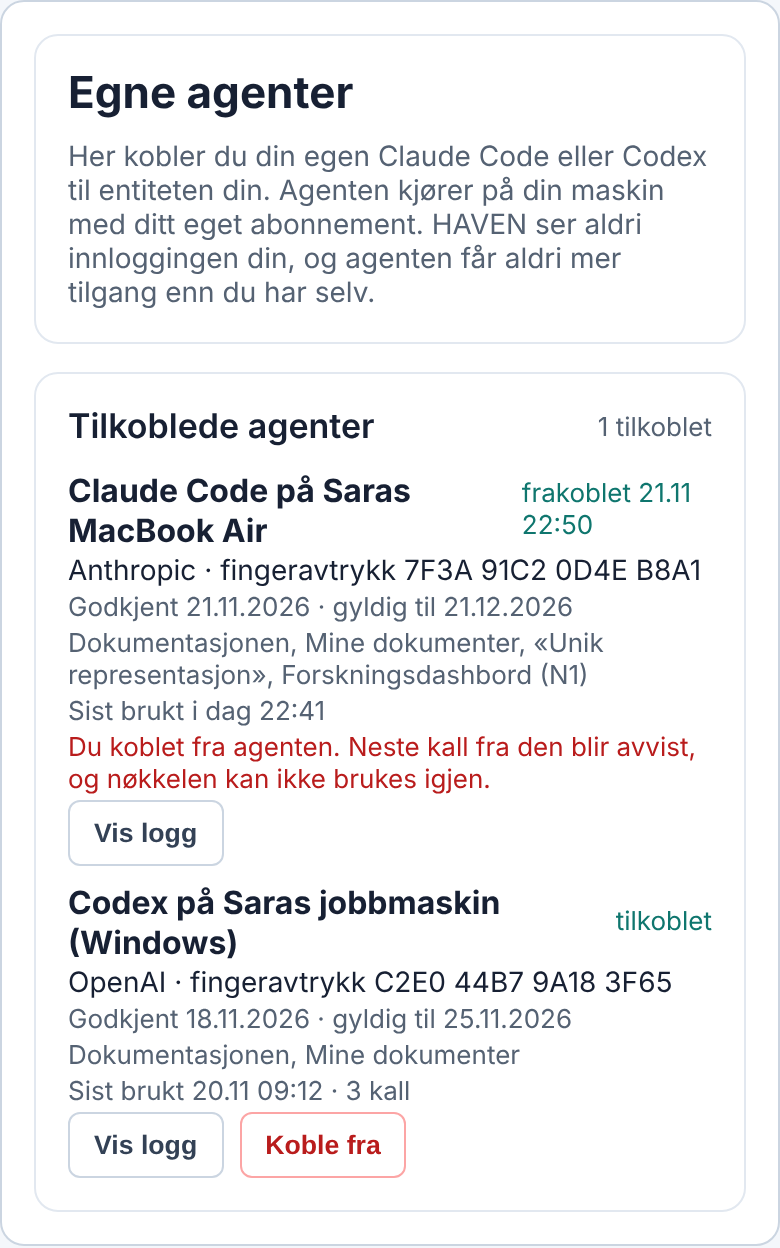 Egne agenter
Her kobler du din egen Claude Code eller Codex
til entiteten din. Agenten kjører på din maskin
med ditt eget abonnement. HAVEN ser aldri
innloggingen din, og agenten får aldri mer
tilgang enn du har selv.
Tilkoblede agenter
1 tilkoblet
Claude Code på Saras
MacBook Air
frakoblet 21.11
22:50
Anthropic · fingeravtrykk 7F3A 91C2 0D4E B8A1
Godkjent 21.11.2026 · gyldig til 21.12.2026
Dokumentasjonen, Mine dokumenter, «Unik
representasjon», Forskningsdashbord (N1)
Sist brukt i dag 22:41
Du koblet fra agenten. Neste kall fra den blir avvist,
og nøkkelen kan ikke brukes igjen.
Vis logg
Codex på Saras jobbmaskin
(Windows)
tilkoblet
OpenAI · fingeravtrykk C2E0 44B7 9A18 3F65
Godkjent 18.11.2026 · gyldig til 25.11.2026
Dokumentasjonen, Mine dokumenter
Sist brukt 20.11 09:12 · 3 kall
Vis logg
Koble fra